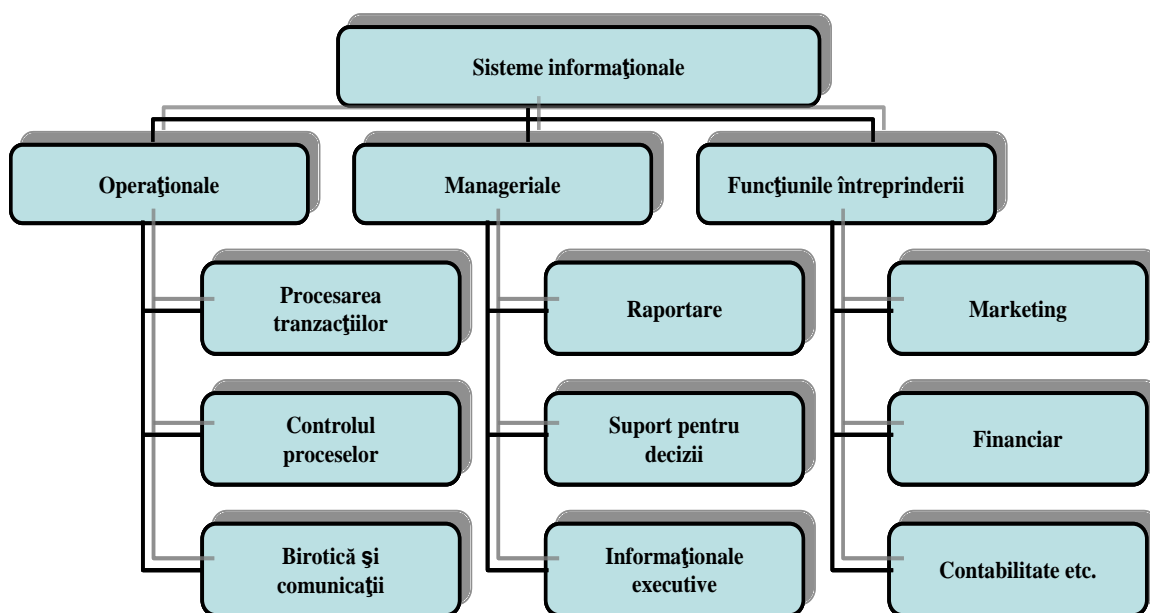 Sisteme informaţionale
Operaţionale
Manageriale
Funcţiunile întreprinderii
Procesarea
tranzacţiilor
Raportare
Marketing
Controlul
proceselor
Suport pentru
decizii
Financiar
Birotică şi
comunicaţii
Informaţionale
executive
Contabilitate etc.